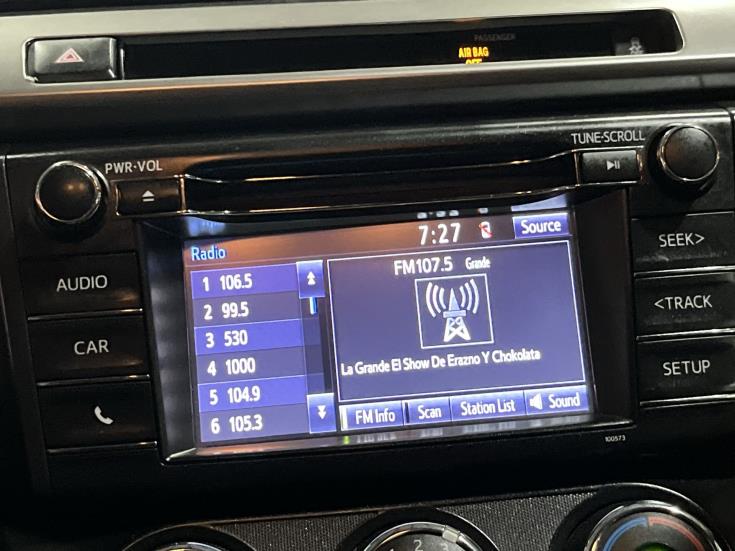 PASSENGER
AIR BAG
OFF
PWR·VOL
TUNE·SCROLL
7:27
Source
Radio
SEEK>
FM107.5 Grande
1 106.5
2 99.5
3 530
4 1000
5 104.9
6 105.3
AUDIO
<TRACK
CAR
La Grande El Show De Erazno Y Chokolata
SETUP
FM Info
Scan
Station List
Sound
100573
2